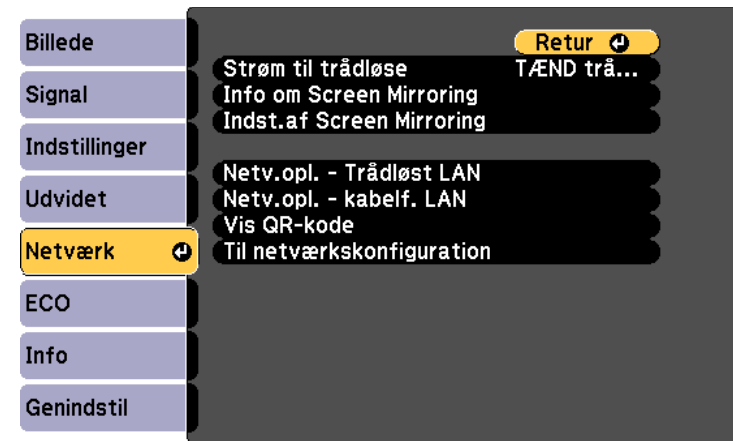 Billede
Signal
Indstillinger
Udvidet
Netværk
ECO
Info
Genindstil
Retur
Strøm til trådløse TÆND trå...
Info om Screen Mirroring
Indst.af Screen Mirroring
Netv.opl. - Trådløst LAN
Netv.opl. - kabelf. LAN
Vis QR-kode
Til netværkskonfiguration